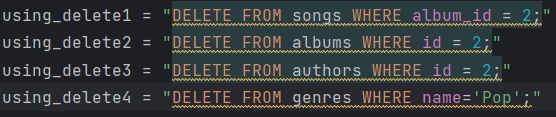 using_delete1 = "DELETE FROM songs WHERE album_id = 2;"
using_delete2 = "DELETE FROM albums WHERE id = 2;"
using_delete3 = "DELETE FROM authors WHERE id = 2;"
using_delete4 = "DELETE FROM genres WHERE name='Pop';"